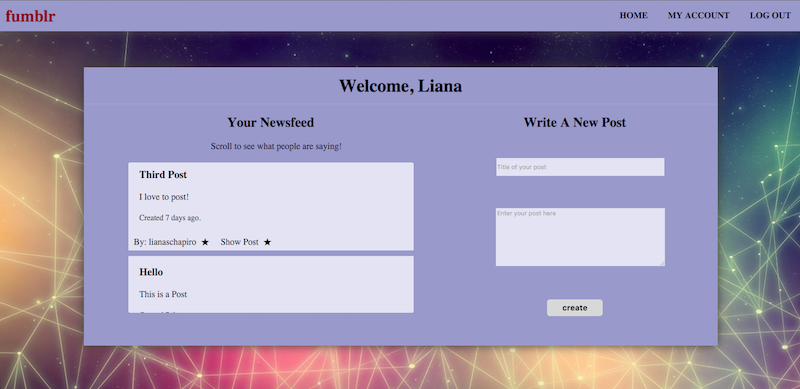 fumblr
HOME MY ACCOUNT LOG OUT
Welcome, Liana
Your Newsfeed
Scroll to see what people are saying!
Third Post
I love to post!
Created 7 days ago.
By: lianaschapiro ★ Show Post ★
Hello
This is a Post
Write A New Post
Title of your post
Enter your post here
create